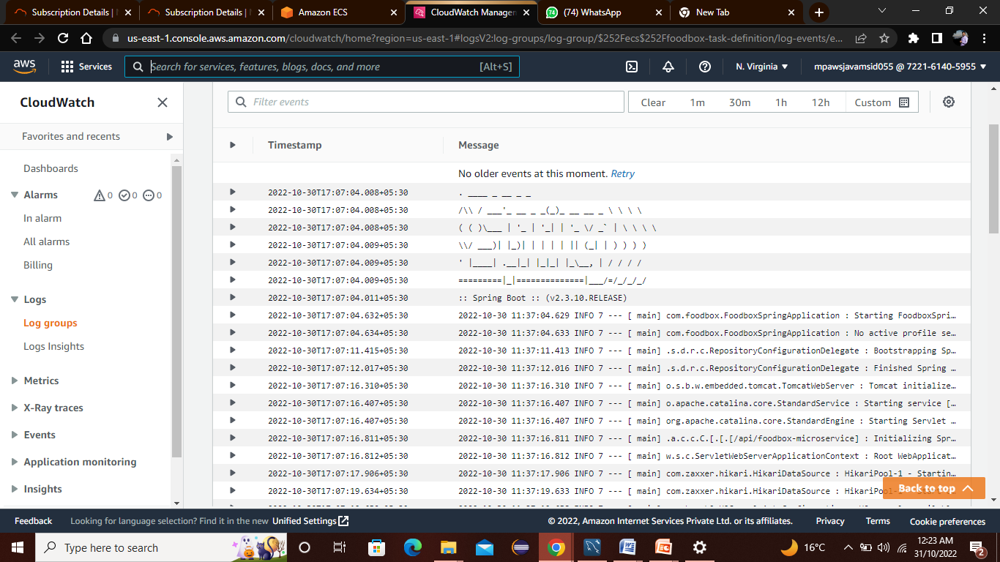 Subscription Details |
Subscription Details |
Amazon ECS
CloudWatch Managem
(74) WhatsApp
New Tab
us-east-1.console.aws.amazon.com/cloudwatch/home?region=us-east-1#logsV2:log-groups/log-group/$252Fecs$252Ffoodbox-task-definition/log-events/e...
aws
Services
Search for services, features, blogs, docs, and more
[Alt+S]
N. Virginia
mpawsjavamsid055 @ 7221-6140-5955
CloudWatch
Favorites and recents
Dashboards
Alarms
0
0
0
In alarm
All alarms
Billing
Logs
Log groups
Logs Insights
Metrics
X-Ray traces
Events
Application monitoring
Insights
Filter events
Clear
1m
30m
1h
12h
Custom
Timestamp
Message
No older events at this moment. Retry
2022-10-30T17:07:04.008+05:30 . ____ _ __ _ _
2022-10-30T17:07:04.008+05:30 /\\ / ___'_ __ _ _(_)_ __ __ _ \ \ \ \
2022-10-30T17:07:04.008+05:30 ( ( )\___ | '_ | '_| | '_ \/ _` | \ \ \ \
2022-10-30T17:07:04.009+05:30 \\/ ___)| |_)| | | | | || (_| | ) ) ) )
2022-10-30T17:07:04.009+05:30 ' |____| .__|_| |_|_| |_\__, | / / / /
2022-10-30T17:07:04.009+05:30 =========|_|==============|___/=/_/_/_/
2022-10-30T17:07:04.011+05:30 :: Spring Boot :: (v2.3.10.RELEASE)
2022-10-30T17:07:04.632+05:30 2022-10-30 11:37:04.629 INFO 7 --- [ main] com.foodbox.FoodboxSpringApplication : Starting FoodboxSpri...
2022-10-30T17:07:04.634+05:30 2022-10-30 11:37:04.633 INFO 7 --- [ main] com.foodbox.FoodboxSpringApplication : No active profile se...
2022-10-30T17:07:11.415+05:30 2022-10-30 11:37:11.413 INFO 7 --- [ main] .s.d.r.c.RepositoryConfigurationDelegate : Bootstrapping Sp...
2022-10-30T17:07:12.017+05:30 2022-10-30 11:37:12.016 INFO 7 --- [ main] .s.d.r.c.RepositoryConfigurationDelegate : Finished Spring ...
2022-10-30T17:07:16.310+05:30 2022-10-30 11:37:16.310 INFO 7 --- [ main] o.s.b.w.embedded.tomcat.TomcatWebServer : Tomcat initialize...
2022-10-30T17:07:16.407+05:30 2022-10-30 11:37:16.407 INFO 7 --- [ main] o.apache.catalina.core.StandardService : Starting service [...
2022-10-30T17:07:16.407+05:30 2022-10-30 11:37:16.407 INFO 7 --- [ main] org.apache.catalina.core.StandardEngine : Starting Servlet ...
2022-10-30T17:07:16.811+05:30 2022-10-30 11:37:16.811 INFO 7 --- [ main] .a.c.c.C.[.[.[/api/foodbox-microservice] : Initializing Spr...
2022-10-30T17:07:16.812+05:30 2022-10-30 11:37:16.812 INFO 7 --- [ main] w.s.c.ServletWebServerApplicationContext : Root WebApplicat...
2022-10-30T17:07:17.906+05:30 2022-10-30 11:37:17.906 INFO 7 --- [ main] com.zaxxer.hikari.HikariDataSource : HikariPool-1 - Startin...
2022-10-30T17:07:19.634+05:30 2022-10-30 11:37:19.633 INFO 7 --- [ main] com.zaxxer.hikari.HikariDataSource :
Back to top
Feedback
Looking for language selection? Find it in the new Unified Settings
© 2022, Amazon Internet Services Private Ltd. or its affiliates.
Privacy
Terms
Cookie preferences
Type here to search
16°C
12:23 AM
31/10/2022
2